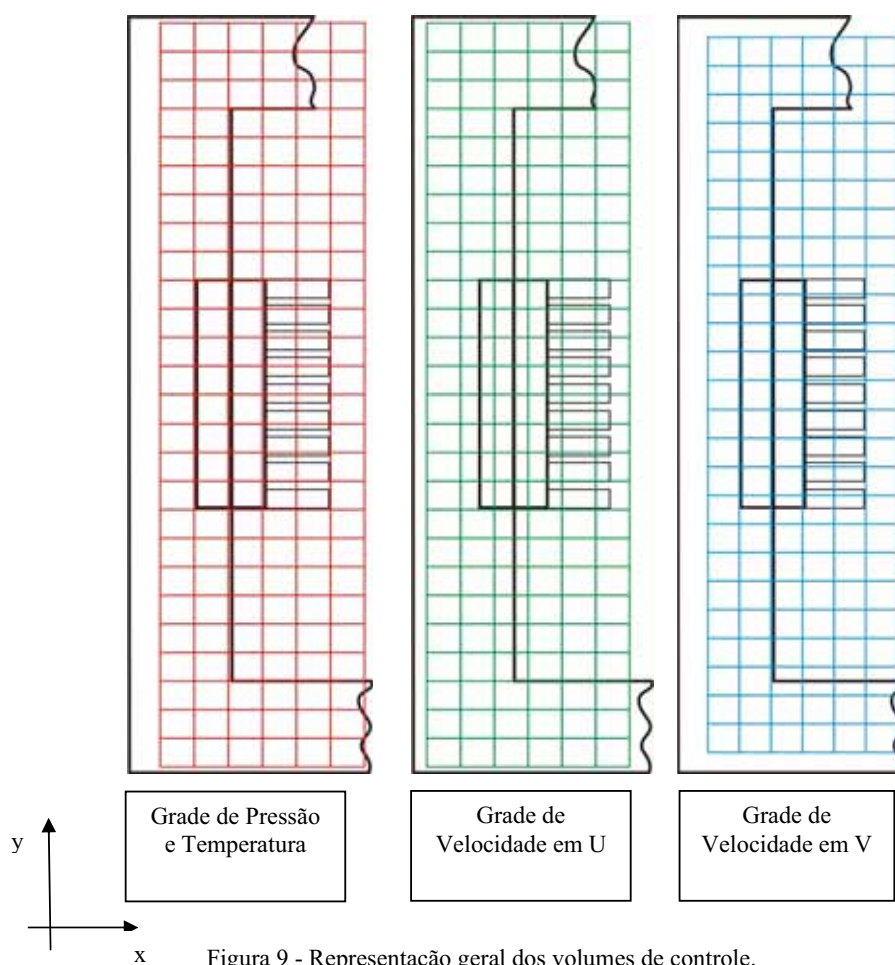 Grade de Pressão
e Temperatura
Grade de
Velocidade em U
Grade de
Velocidade em V
y
x
Figura 9 - Representação geral dos volumes de controle.